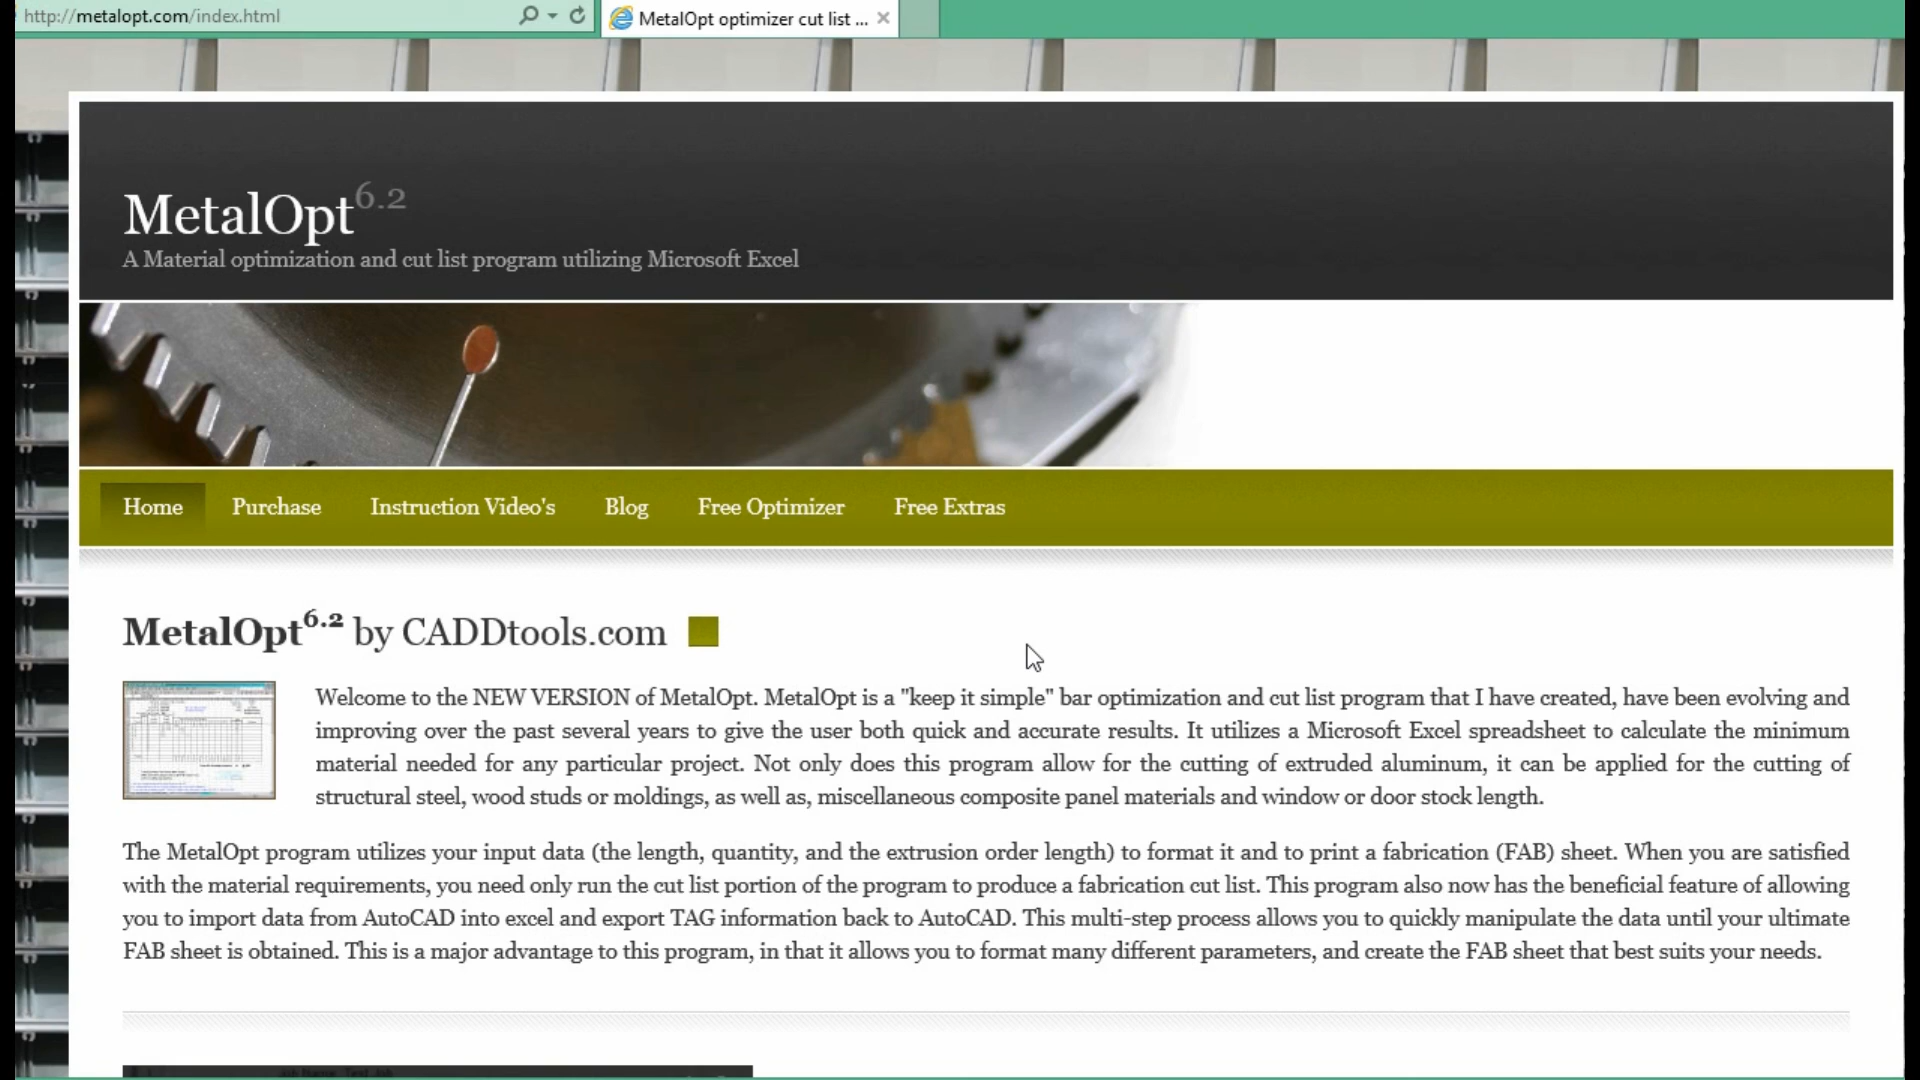 http://metalopt.com/index.html
MetalOpt optimizer cut list ...
MetalOpt6.2
A Material optimization and cut list program utilizing Microsoft Excel
Home Purchase Instruction Video's Blog Free Optimizer Free Extras
MetalOpt6.2 by CADDtools.com
Welcome to the NEW VERSION of MetalOpt. MetalOpt is a "keep it simple" bar optimization and cut list program that I have created, have been evolving and
improving over the past several years to give the user both quick and accurate results. It utilizes a Microsoft Excel spreadsheet to calculate the minimum
material needed for any particular project. Not only does this program allow for the cutting of extruded aluminum, it can be applied for the cutting of
structural steel, wood studs or moldings, as well as, miscellaneous composite panel materials and window or door stock length.
The MetalOpt program utilizes your input data (the length, quantity, and the extrusion order length) to format it and to print a fabrication (FAB) sheet. When you are satisfied
with the material requirements, you need only run the cut list portion of the program to produce a fabrication cut list. This program also now has the beneficial feature of allowing
you to import data from AutoCAD into excel and export TAG information back to AutoCAD. This multi-step process allows you to quickly manipulate the data until your ultimate
FAB sheet is obtained. This is a major advantage to this program, in that it allows you to format many different parameters, and create the FAB sheet that best suits your needs.